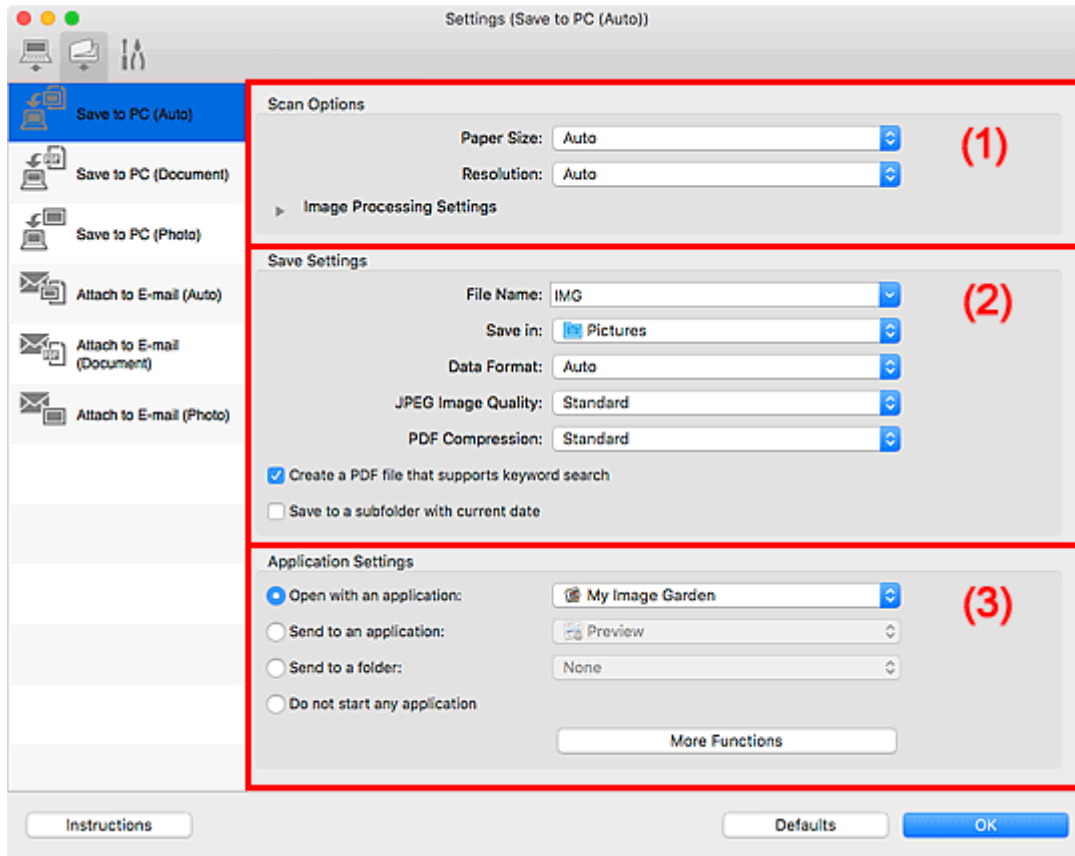 Settings (Save to PC (Auto))
Save to PC (Auto)
Save to PC (Document)
Save to PC (Photo)
Attach to E-mail (Auto)
Attach to E-mail
(Document)
Attach to E-mail (Photo)
Scan Options
(1)
Paper Size: Auto
Resolution: Auto
Image Processing Settings
Save Settings
(2)
File Name: IMG
Save in: Pictures
Data Format: Auto
JPEG Image Quality: Standard
PDF Compression: Standard
Create a PDF file that supports keyword search
Save to a subfolder with current date
Application Settings
(3)
Open with an application: My Image Garden
Send to an application: Preview
Send to a folder: None
Do not start any application
More Functions
Instructions
Defaults
OK